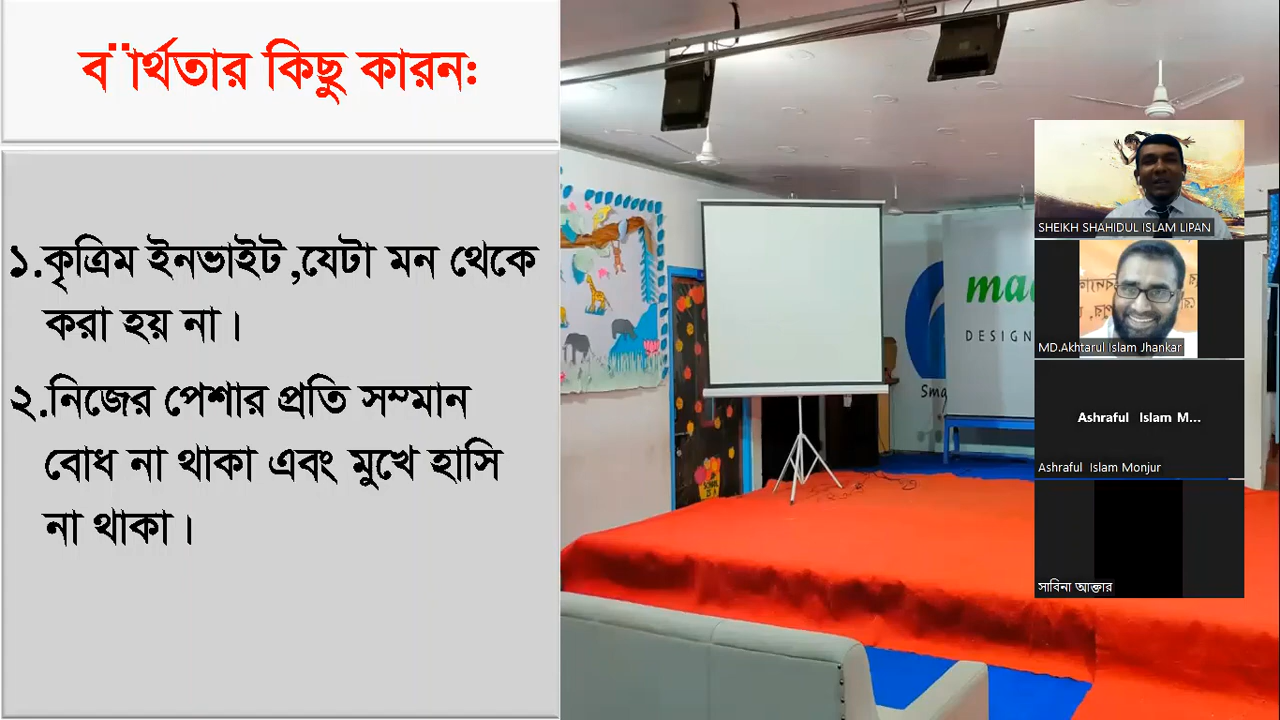 ব্যর্থতার কিছু কারন:
১.কৃত্রিম ইনভাইট ,যেটা মন থেকে
করা হয় না।
২.নিজের পেশার প্রতি সম্মান
বোধ না থাকা এবং মুখে হাসি
না থাকা।
DESIGN
SHEIKH SHAHIDUL ISLAM LIPAN
MD.Akhtarul Islam Jhankar
Ashraful Islam M...
Ashraful Islam Monjur
সাবিনা আক্তার